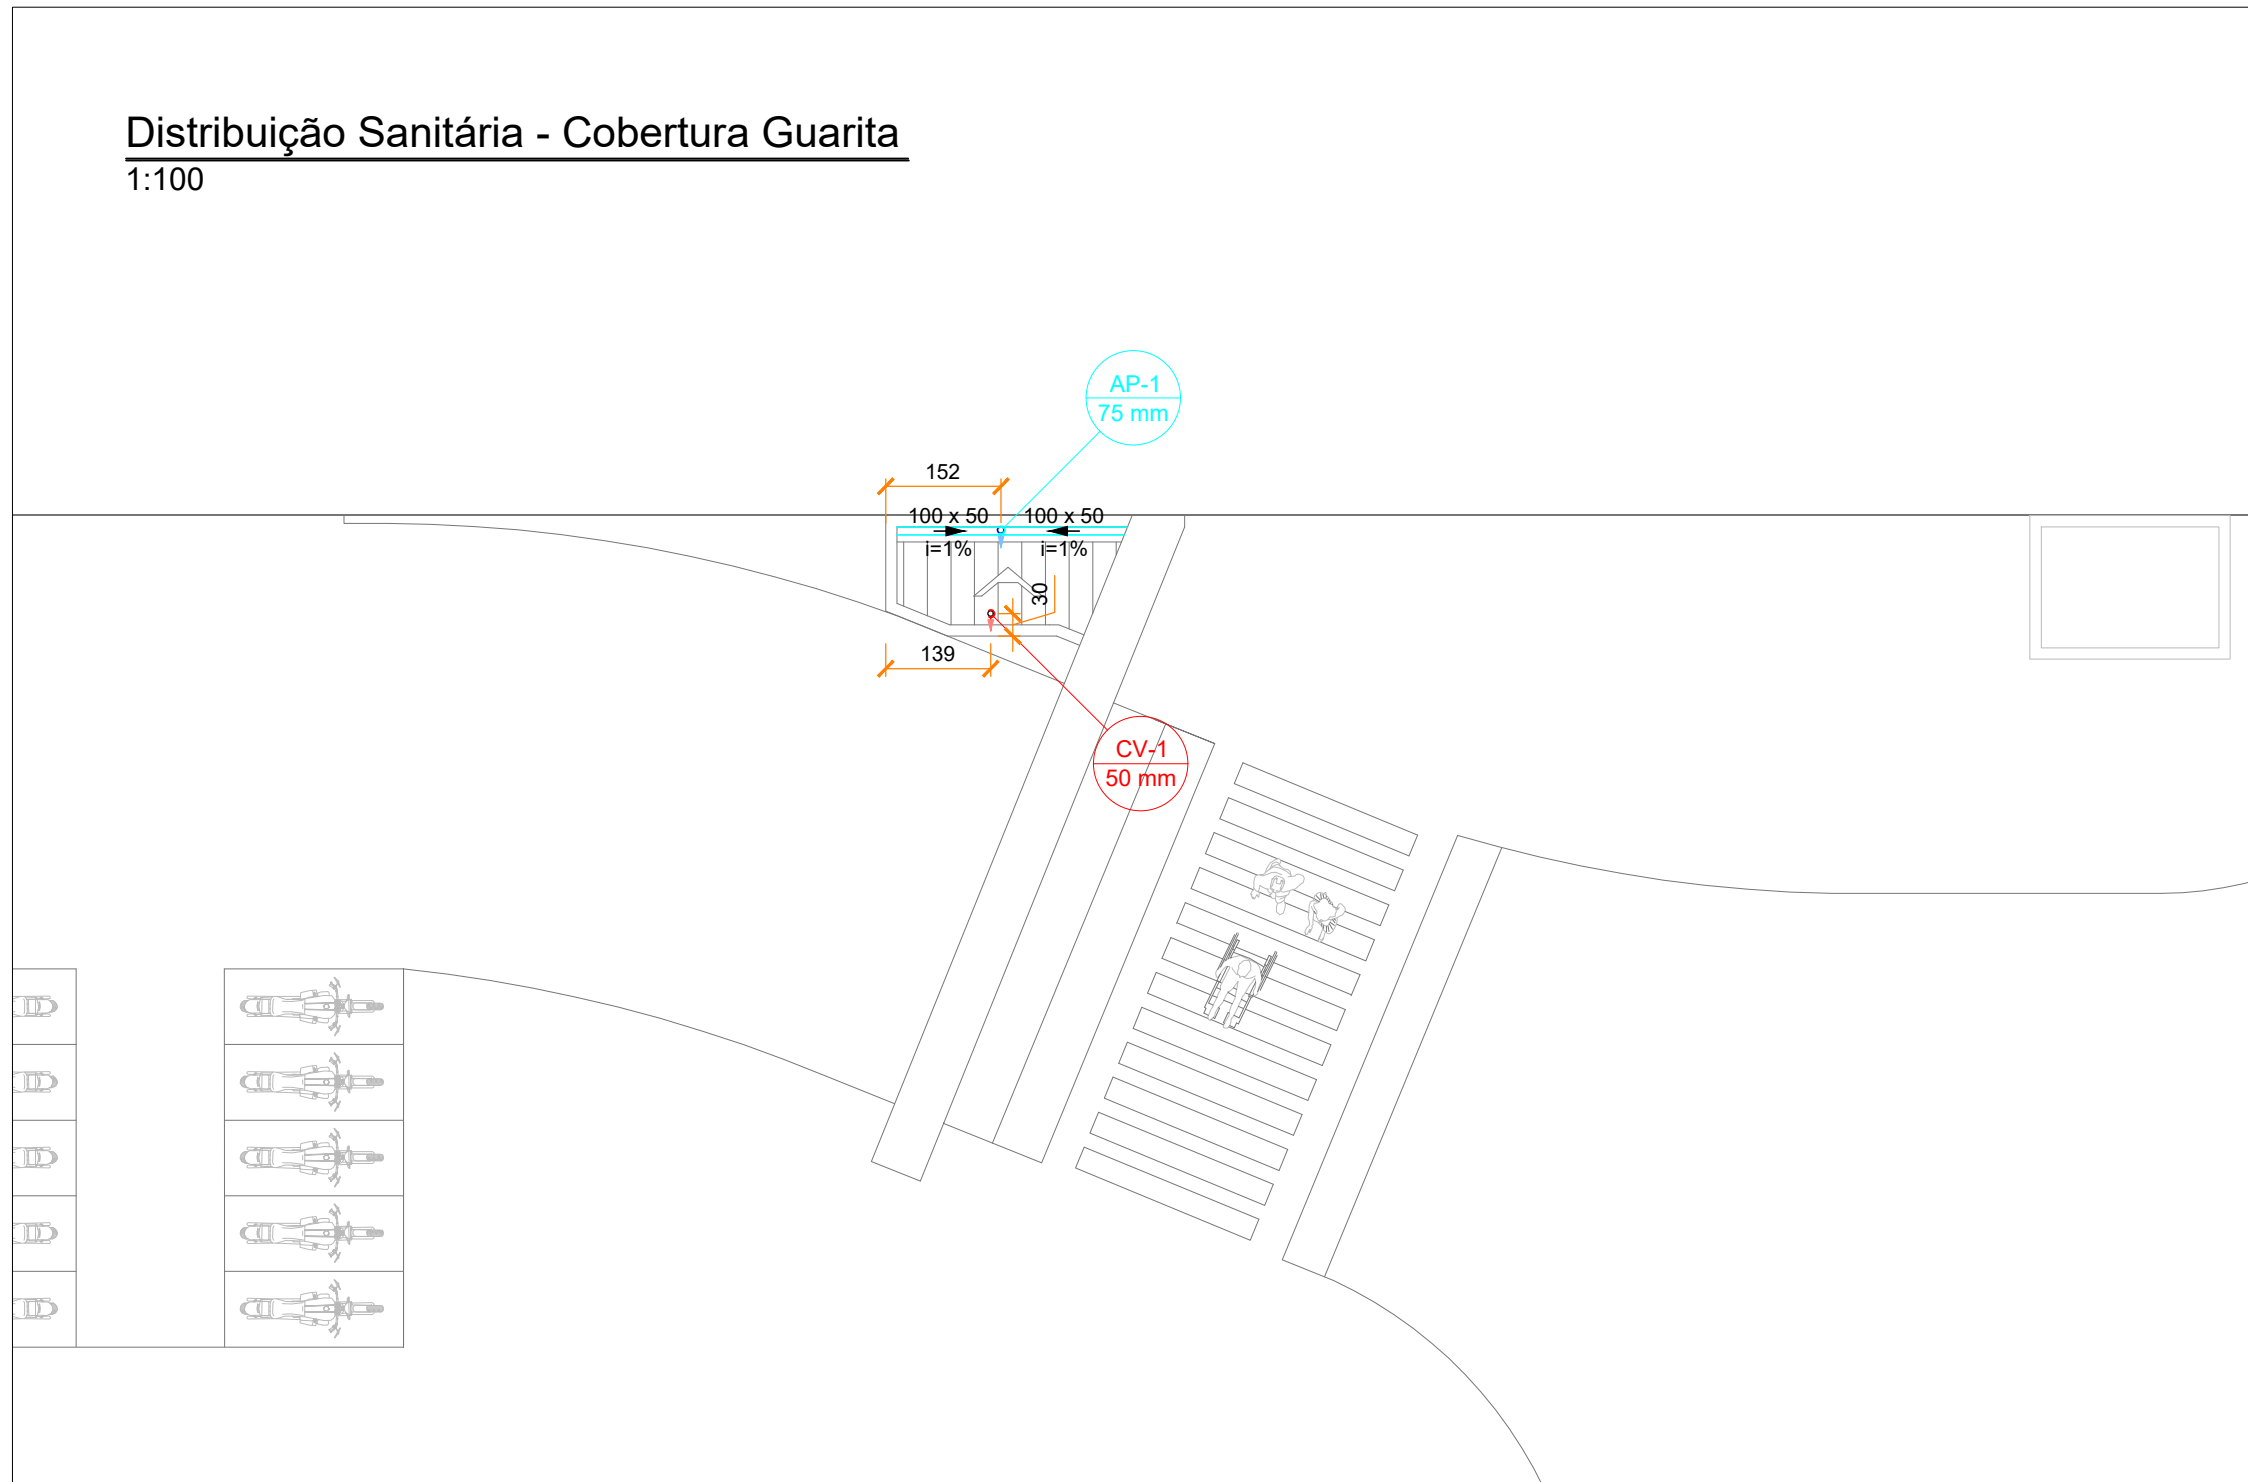 Distribuição Sanitária - Cobertura Guarita
1:100
AP-1
75 mm
152
100 x 50
100 x 50
i=1%
i=1%
30
139
CV-1
50 mm